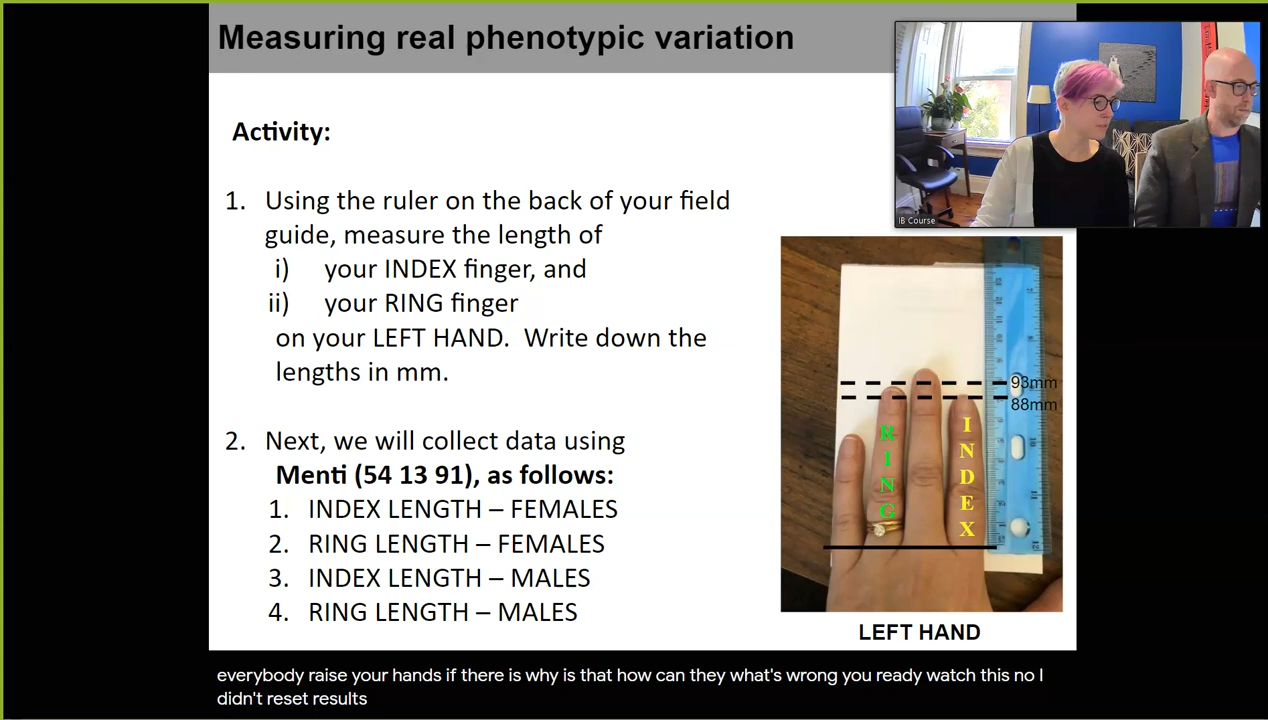 Measuring real phenotypic variation
IB Course
Activity:
1. Using the ruler on the back of your field
guide, measure the length of
i) your INDEX finger, and
ii) your RING finger
on your LEFT HAND. Write down the
lengths in mm.
2. Next, we will collect data using
Menti (54 13 91), as follows:
1. INDEX LENGTH – FEMALES
2. RING LENGTH – FEMALES
3. INDEX LENGTH – MALES
4. RING LENGTH – MALES
93mm
88mm
RING
INDEX
LEFT HAND
everybody raise your hands if there is why is that how can they what's wrong you ready watch this no I
didn't reset results